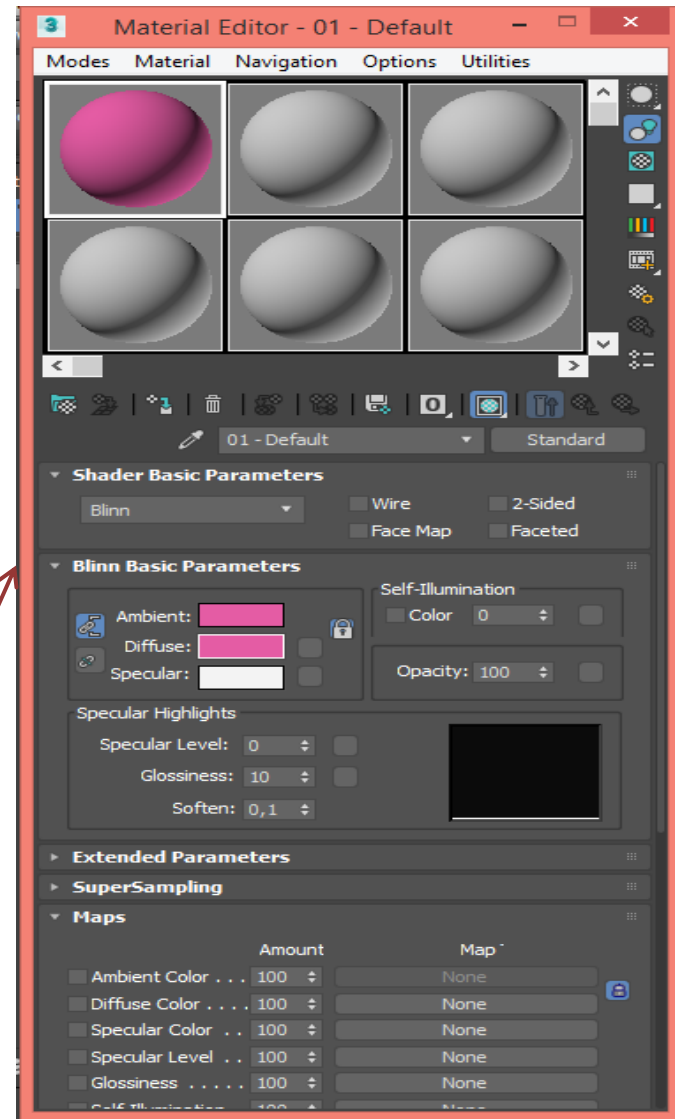 3 Material Editor - 01 - Default
Modes Material Navigation Options Utilities
01 - Default Standard
Shader Basic Parameters
Blinn Wire 2-Sided
Face Map Faceted
Blinn Basic Parameters
Self-Illumination
Ambient: Color 0
Diffuse:
Specular: Opacity: 100
Specular Highlights
Specular Level: 0
Glossiness: 10
Soften: 0,1
Extended Parameters
SuperSampling
Maps
Amount Map
Ambient Color . . . 100 None
Diffuse Color . . . . 100 None
Specular Color . . 100 None
Specular Level . . 100 None
Glossiness . . . . . 100 None